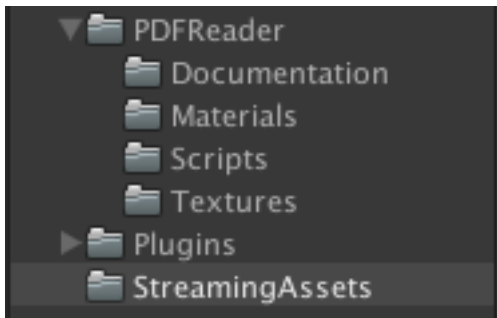 PDFReader
Documentation
Materials
Scripts
Textures
Plugins
StreamingAssets